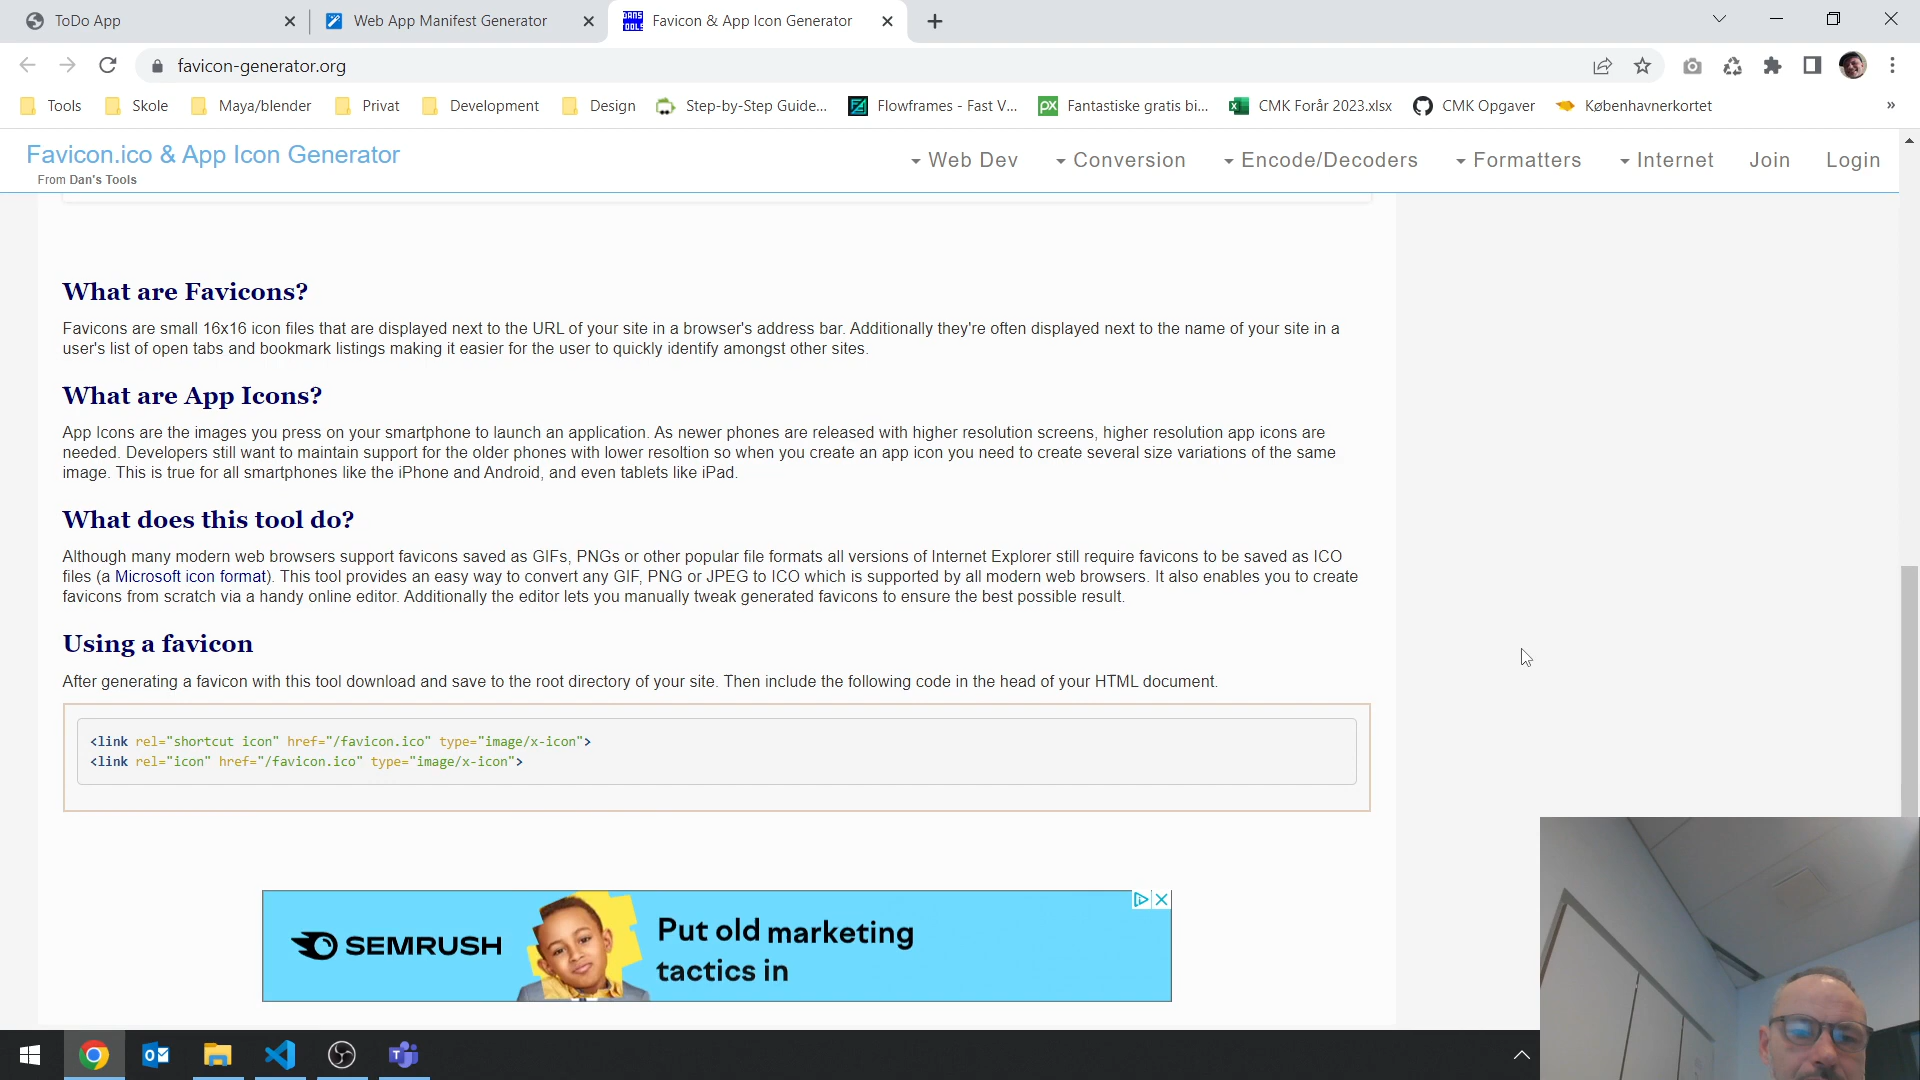 ToDo App
Web App Manifest Generator
DANS TOOLS
Favicon & App Icon Generator
favicon-generator.org
Tools
Skole
Maya/blender
Privat
Development
Design
Step-by-Step Guide...
Flowframes - Fast V...
px
Fantastiske gratis bi...
CMK Forår 2023.xlsx
CMK Opgaver
Københavnerkortet
»
Favicon.ico & App Icon Generator
From Dan's Tools
Web Dev
Conversion
Encode/Decoders
Formatters
Internet
Join
Login
What are Favicons?
Favicons are small 16x16 icon files that are displayed next to the URL of your site in a browser's address bar. Additionally they're often displayed next to the name of your site in a
user's list of open tabs and bookmark listings making it easier for the user to quickly identify amongst other sites.
What are App Icons?
App Icons are the images you press on your smartphone to launch an application. As newer phones are released with higher resolution screens, higher resolution app icons are
needed. Developers still want to maintain support for the older phones with lower resoltion so when you create an app icon you need to create several size variations of the same
image. This is true for all smartphones like the iPhone and Android, and even tablets like iPad.
What does this tool do?
Although many modern web browsers support favicons saved as GIFs, PNGs or other popular file formats all versions of Internet Explorer still require favicons to be saved as ICO
files (a Microsoft icon format). This tool provides an easy way to convert any GIF, PNG or JPEG to ICO which is supported by all modern web browsers. It also enables you to create
favicons from scratch via a handy online editor. Additionally the editor lets you manually tweak generated favicons to ensure the best possible result.
Using a favicon
After generating a favicon with this tool download and save to the root directory of your site. Then include the following code in the head of your HTML document.
<link rel="shortcut icon" href="/favicon.ico" type="image/x-icon">
<link rel="icon" href="/favicon.ico" type="image/x-icon">
SEMRUSH
Put old marketing
tactics in